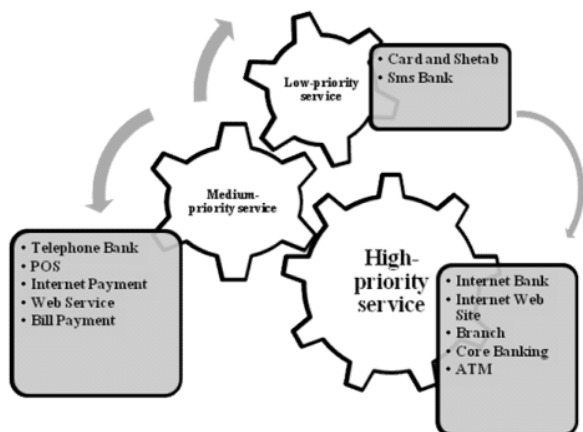 Low-priority
service
• Card and Shetab
• Sms Bank
Medium-
priority service
• Telephone Bank
• POS
• Internet Payment
• Web Service
• Bill Payment
High-
priority
service
• Internet Bank
• Internet Web
Site
• Branch
• Core Banking
• ATM